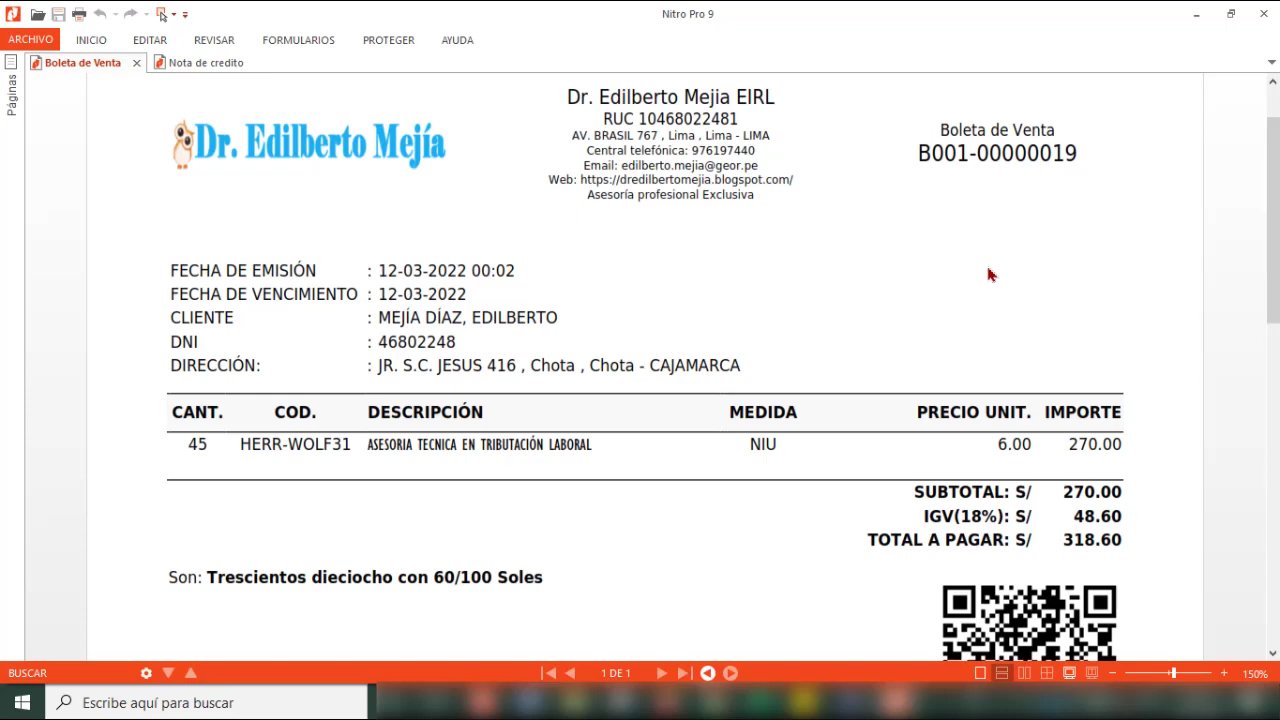 Nitro Pro 9
ARCHIVO INICIO EDITAR REVISAR FORMULARIOS PROTEGER AYUDA
Boleta de Venta Nota de credito
Páginas
Dr. Edilberto Mejía
Dr. Edilberto Mejia EIRL
RUC 10468022481
AV. BRASIL 767 , Lima , Lima - LIMA
Central telefónica: 976197440
Email: edilberto.mejia@geor.pe
Web: https://dredilbertomejia.blogspot.com/
Asesoría profesional Exclusiva
Boleta de Venta
B001-00000019
FECHA DE EMISIÓN : 12-03-2022 00:02
FECHA DE VENCIMIENTO : 12-03-2022
CLIENTE : MEJÍA DÍAZ, EDILBERTO
DNI : 46802248
DIRECCIÓN: : JR. S.C. JESUS 416 , Chota , Chota - CAJAMARCA
CANT. COD. DESCRIPCIÓN MEDIDA PRECIO UNIT. IMPORTE
45 HERR-WOLF31 ASESORIA TECNICA EN TRIBUTACIÓN LABORAL NIU 6.00 270.00
SUBTOTAL: S/ 270.00
IGV(18%): S/ 48.60
TOTAL A PAGAR: S/ 318.60
Son: Trescientos dieciocho con 60/100 Soles
BUSCAR 1 DE 1 150%
Escribe aquí para buscar